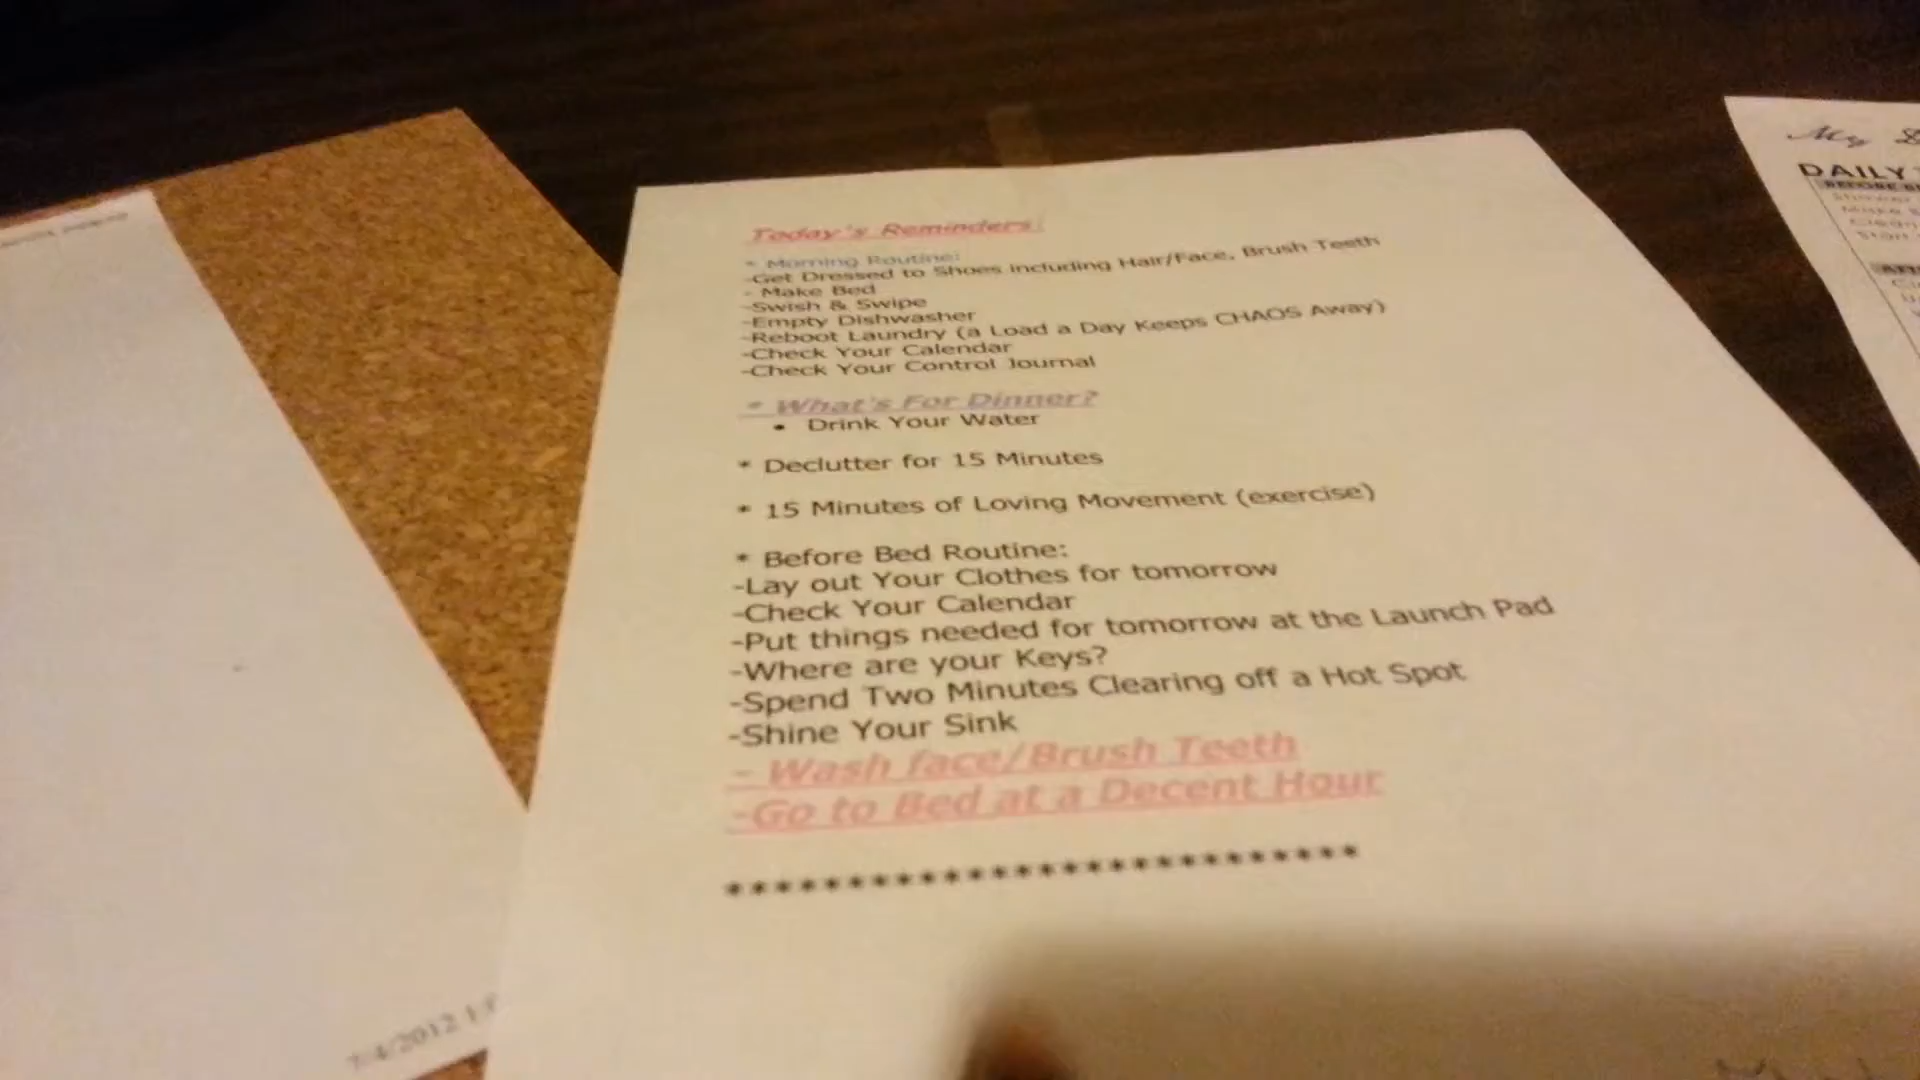 Today's Reminders:
* Morning Routine:
-Get Dressed to Shoes including Hair/Face, Brush Teeth
- Make Bed
-Swish & Swipe
-Empty Dishwasher
-Reboot Laundry (a Load a Day Keeps CHAOS Away)
-Check Your Calendar
-Check Your Control Journal
* What's For Dinner?
• Drink Your Water
* Declutter for 15 Minutes
* 15 Minutes of Loving Movement (exercise)
* Before Bed Routine:
-Lay out Your Clothes for tomorrow
-Check Your Calendar
-Put things needed for tomorrow at the Launch Pad
-Where are your Keys?
-Spend Two Minutes Clearing off a Hot Spot
-Shine Your Sink
- Wash face/Brush Teeth
-Go to Bed at a Decent Hour
**************************
7/4/2012
My
DAILY